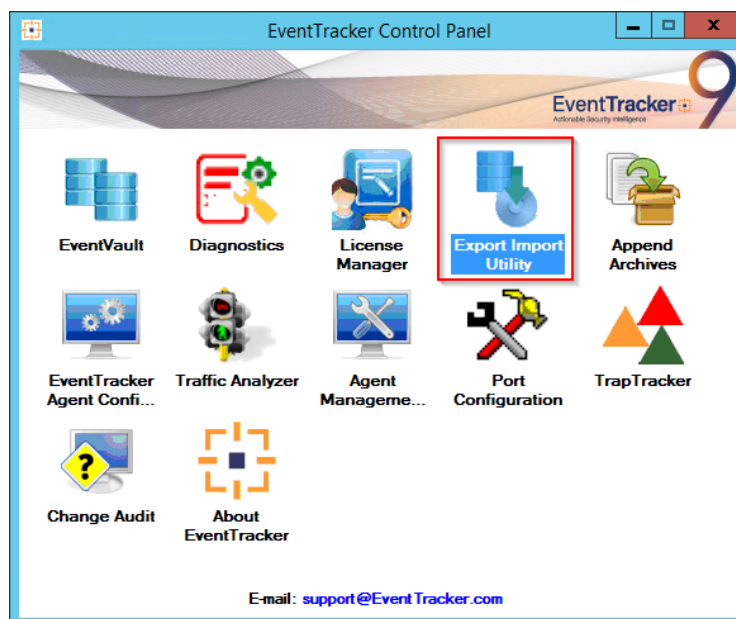 EventTracker Control Panel
EventTracker
Actionable Security Intelligence
9
EventVault
Diagnostics
License
Manager
Export Import
Utility
Append
Archives
EventTracker
Agent Confi...
Traffic Analyzer
Agent
Manageme...
Port
Configuration
TrapTracker
?
Change Audit
About
EventTracker
E-mail: support@EventTracker.com